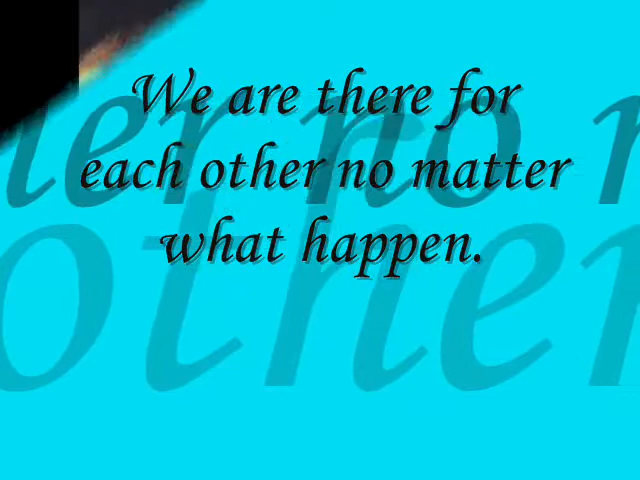 We are there for
each other no matter
what happen.